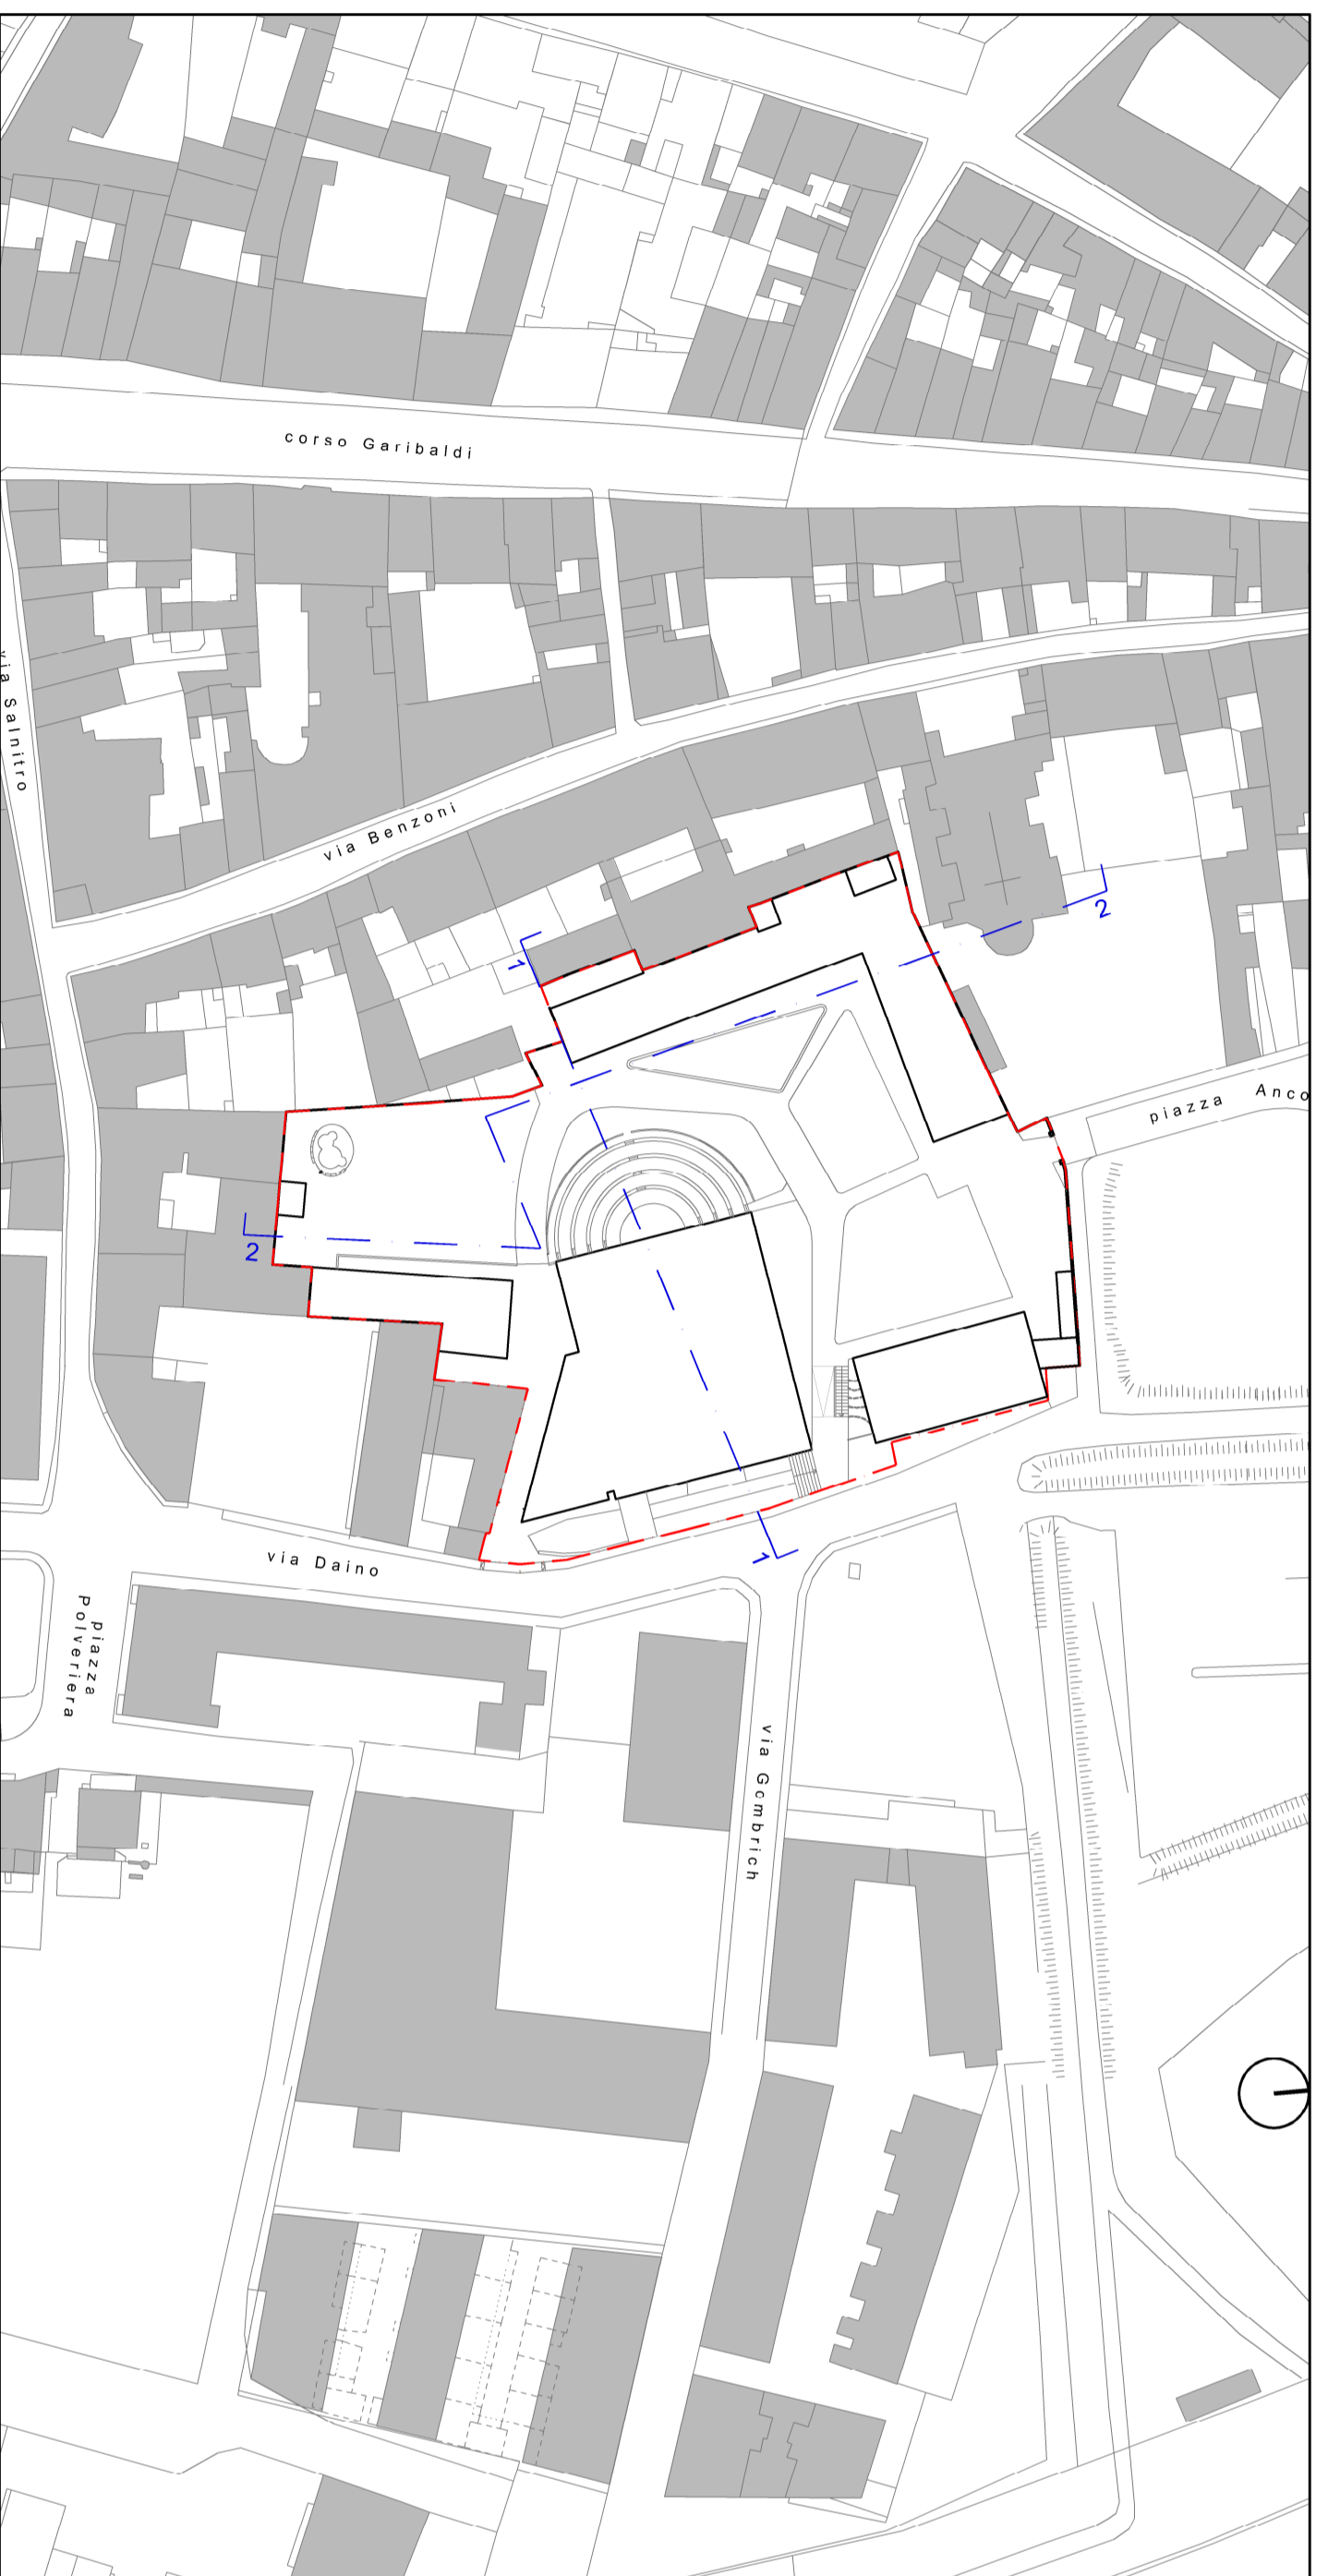 corso Garibaldi
via Salnitro
via Benzoni
1
2
piazza Anco
2
1
via Daino
piazza
Polveriera
via Gombrich